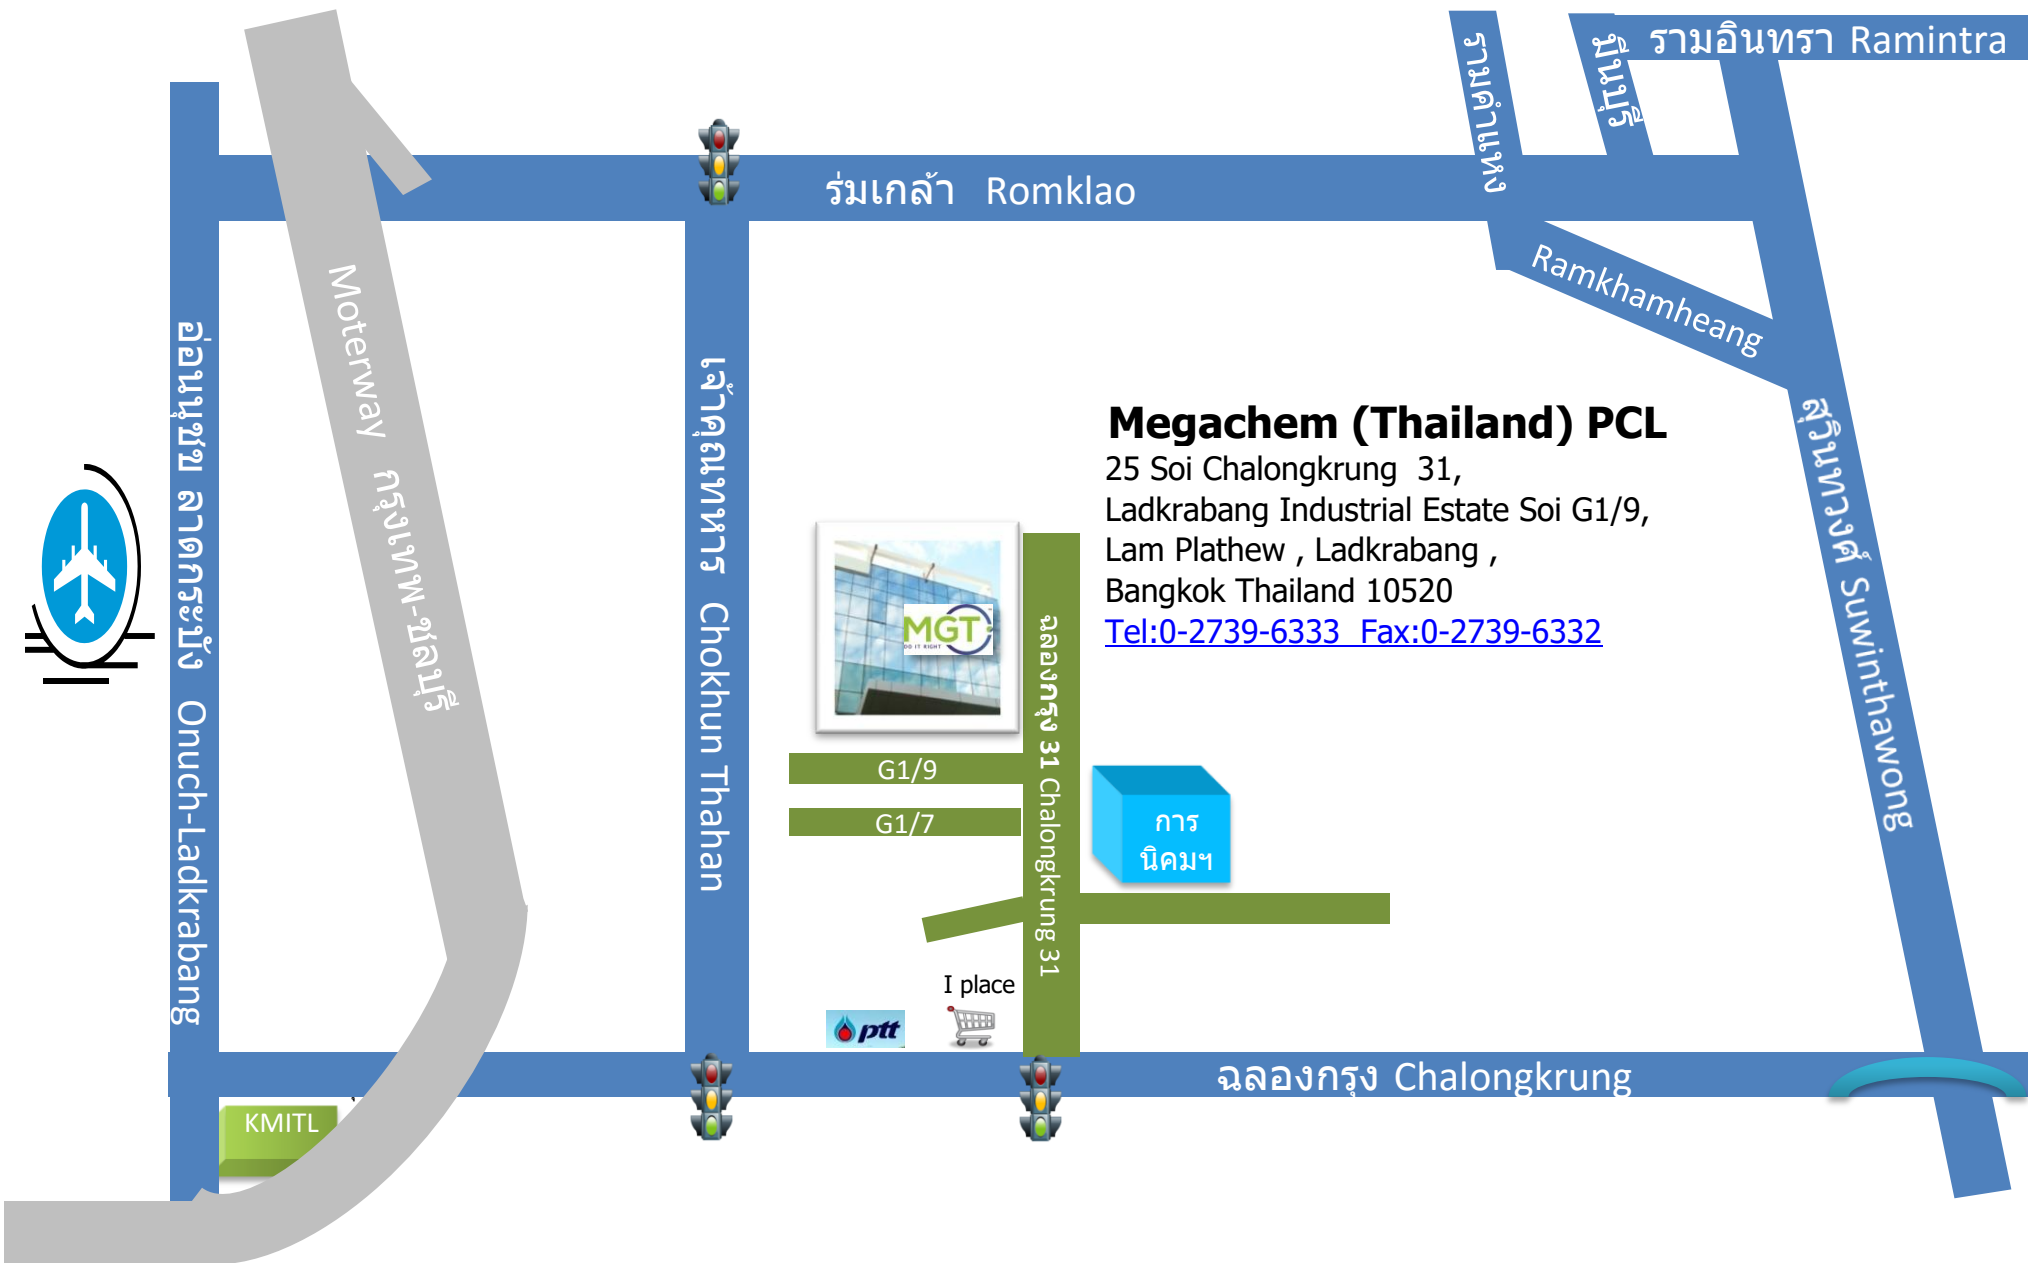 รามอินทรา Ramintra
มีนบุรี
รามคำแหง
ร่มเกล้า Romklao
Ramkhamheang
Moterway กรุงเทพ-ชลบุรี
อ่อนนุชช ลาดกระบัง Onuch-Ladkrabang
เจ้าคุณทหาร Chokhun Thahan
สุวินทวงศ์ Suwinthawong
Megachem (Thailand) PCL
25 Soi Chalongkrung 31,
Ladkrabang Industrial Estate Soi G1/9,
Lam Plathew , Ladkrabang ,
Bangkok Thailand 10520
Tel:0-2739-6333 Fax:0-2739-6332
MGT
DO IT RIGHT
ฉลองกรุง 31 Chalongkrung 31
G1/9
G1/7
การ
นิคมฯ
I place
ptt
ฉลองกรุง Chalongkrung
KMITL